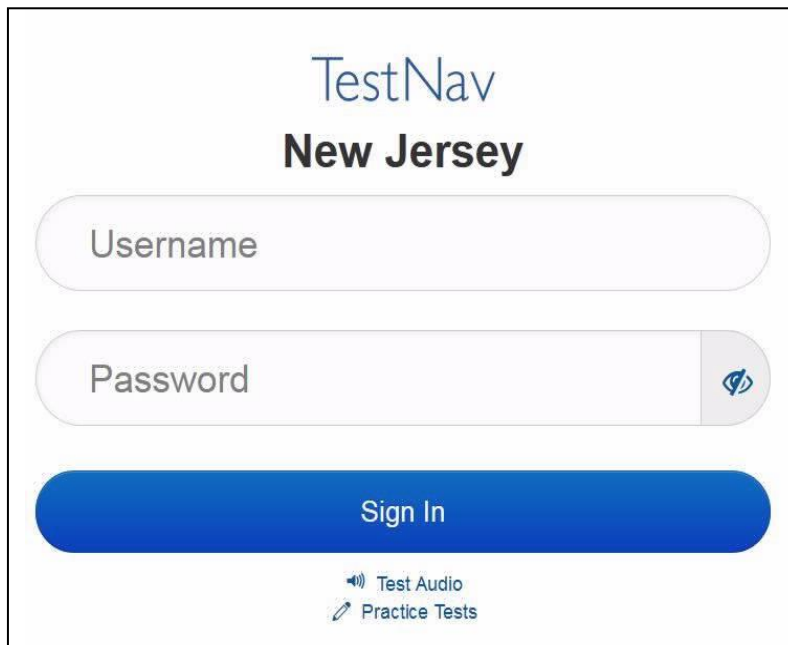 TestNav
New Jersey
Username
Password
Sign In
Test Audio
Practice Tests